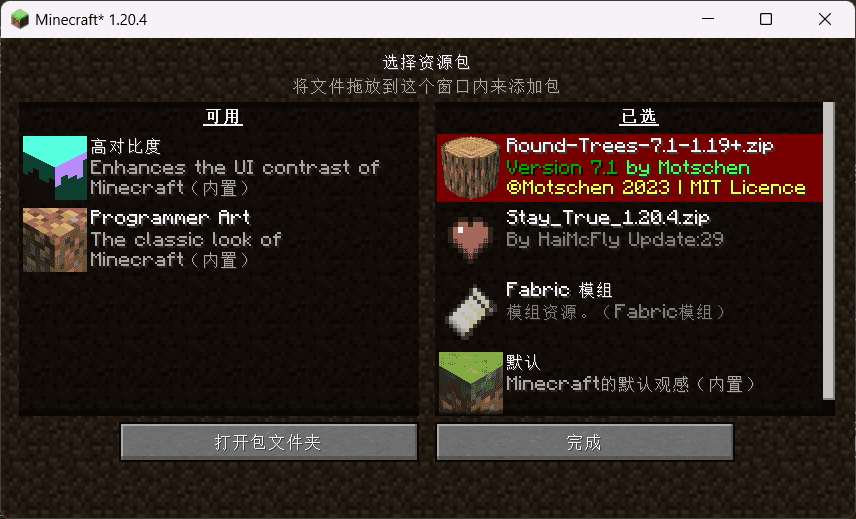 Minecraft* 1.20.4
选择资源包
将文件拖放到这个窗口内来添加包
可用
高对比度
Enhances the UI contrast of
Minecraft（内置）
Programmer Art
The classic look of
Minecraft（内置）
已选
Round-Trees-7.1-1.19+.zip
Version 7.1 by Motschen
©Motschen 2023 | MIT Licence
Stay_True_1.20.4.zip
By HaiMcFly Update:29
Fabric 模组
模组资源。（Fabric模组）
默认
Minecraft的默认观感（内置）
打开包文件夹
完成